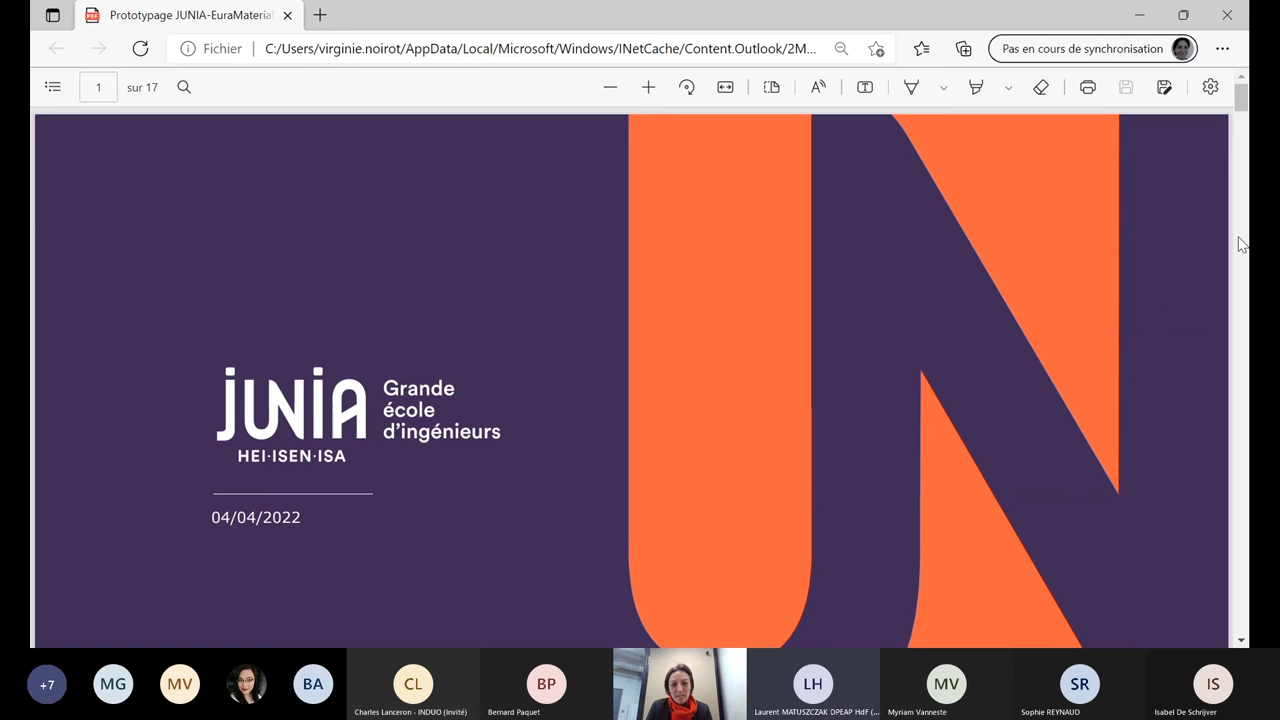 Prototypage JUNIA-EuraMaterial
Fichier
C:/Users/virginie.noirot/AppData/Local/Microsoft/Windows/INetCache/Content.Outlook/2M...
Pas en cours de synchronisation
1
sur 17
JUNIA
Grande
école
d'ingénieurs
HEI·ISEN·ISA
04/04/2022
UN
+7
MG
MV
BA
CL
BP
LH
MV
SR
IS
Charles Lanceron - INDUO (Invité)
Bernard Paquet
Laurent MATUSZCZAK DPEAP HdF (...
Myriam Vanneste
Sophie REYNAUD
Isabel De Schrijver